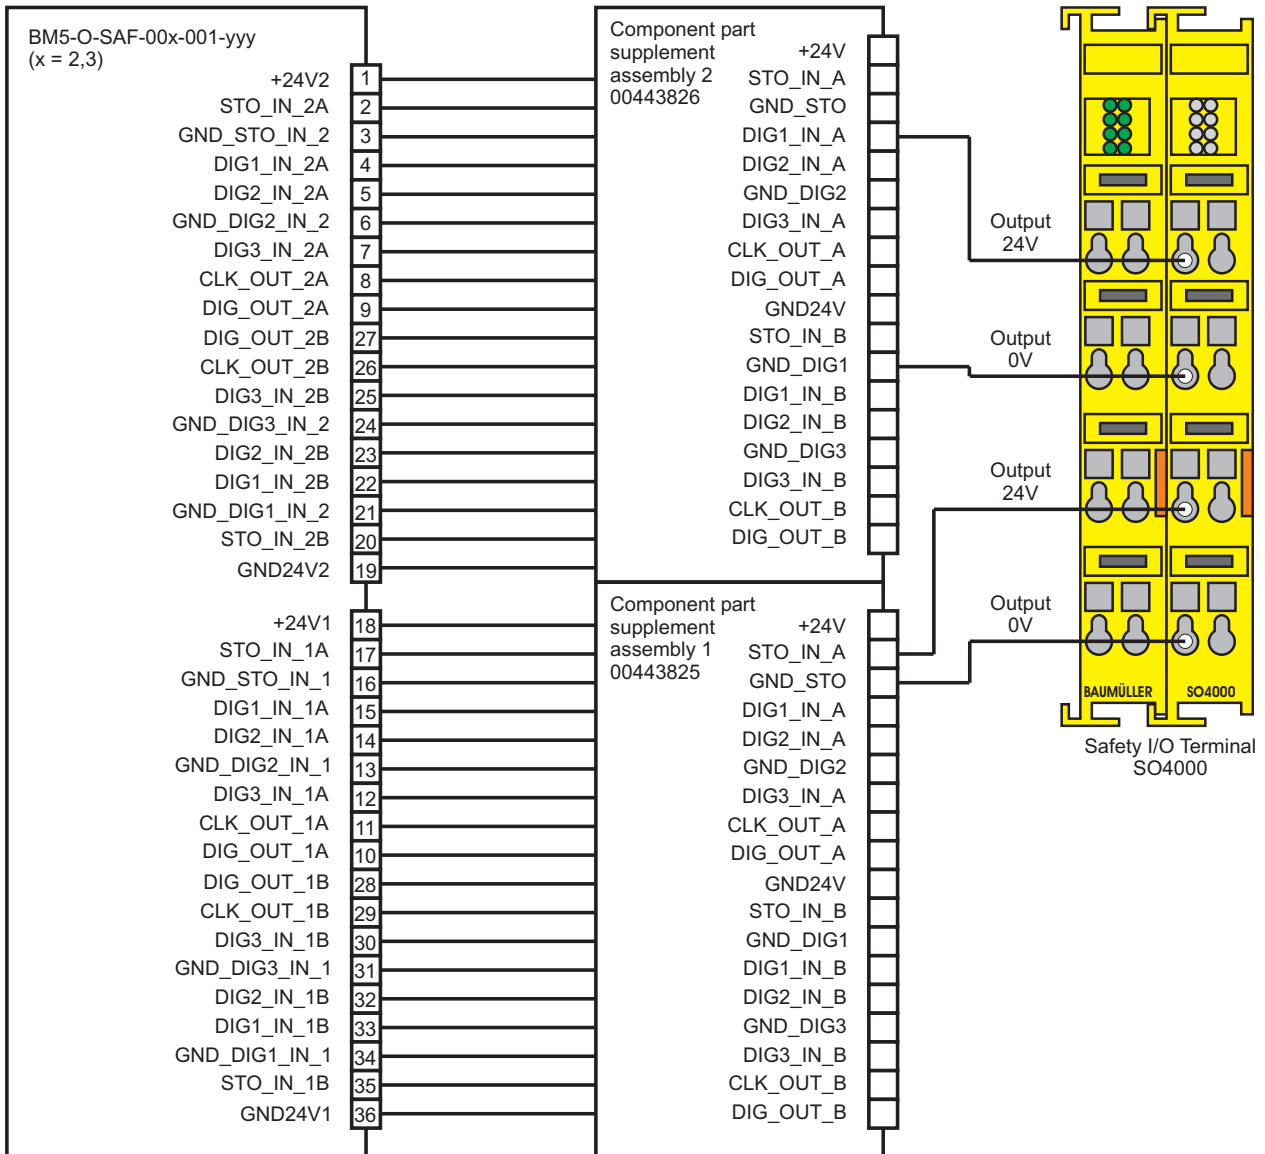 BM5-O-SAF-00x-001-yyy
(x = 2,3)
+24V2 1
STO_IN_2A 2
GND_STO_IN_2 3
DIG1_IN_2A 4
DIG2_IN_2A 5
GND_DIG2_IN_2 6
DIG3_IN_2A 7
CLK_OUT_2A 8
DIG_OUT_2A 9
DIG_OUT_2B 27
CLK_OUT_2B 26
DIG3_IN_2B 25
GND_DIG3_IN_2 24
DIG2_IN_2B 23
DIG1_IN_2B 22
GND_DIG1_IN_2 21
STO_IN_2B 20
GND24V2 19
+24V1 18
STO_IN_1A 17
GND_STO_IN_1 16
DIG1_IN_1A 15
DIG2_IN_1A 14
GND_DIG2_IN_1 13
DIG3_IN_1A 12
CLK_OUT_1A 11
DIG_OUT_1A 10
DIG_OUT_1B 28
CLK_OUT_1B 29
DIG3_IN_1B 30
GND_DIG3_IN_1 31
DIG2_IN_1B 32
DIG1_IN_1B 33
GND_DIG1_IN_1 34
STO_IN_1B 35
GND24V1 36
Component part
supplement
assembly 2
00443826
+24V
STO_IN_A
GND_STO
DIG1_IN_A
DIG2_IN_A
GND_DIG2
DIG3_IN_A
CLK_OUT_A
DIG_OUT_A
GND24V
STO_IN_B
GND_DIG1
DIG1_IN_B
DIG2_IN_B
GND_DIG3
DIG3_IN_B
CLK_OUT_B
DIG_OUT_B
Component part
supplement
assembly 1
00443825
+24V
STO_IN_A
GND_STO
DIG1_IN_A
DIG2_IN_A
GND_DIG2
DIG3_IN_A
CLK_OUT_A
DIG_OUT_A
GND24V
STO_IN_B
GND_DIG1
DIG1_IN_B
DIG2_IN_B
GND_DIG3
DIG3_IN_B
CLK_OUT_B
DIG_OUT_B
Output
24V
Output
0V
Output
24V
Output
0V
BAUMÜLLER SO4000
Safety I/O Terminal
SO4000